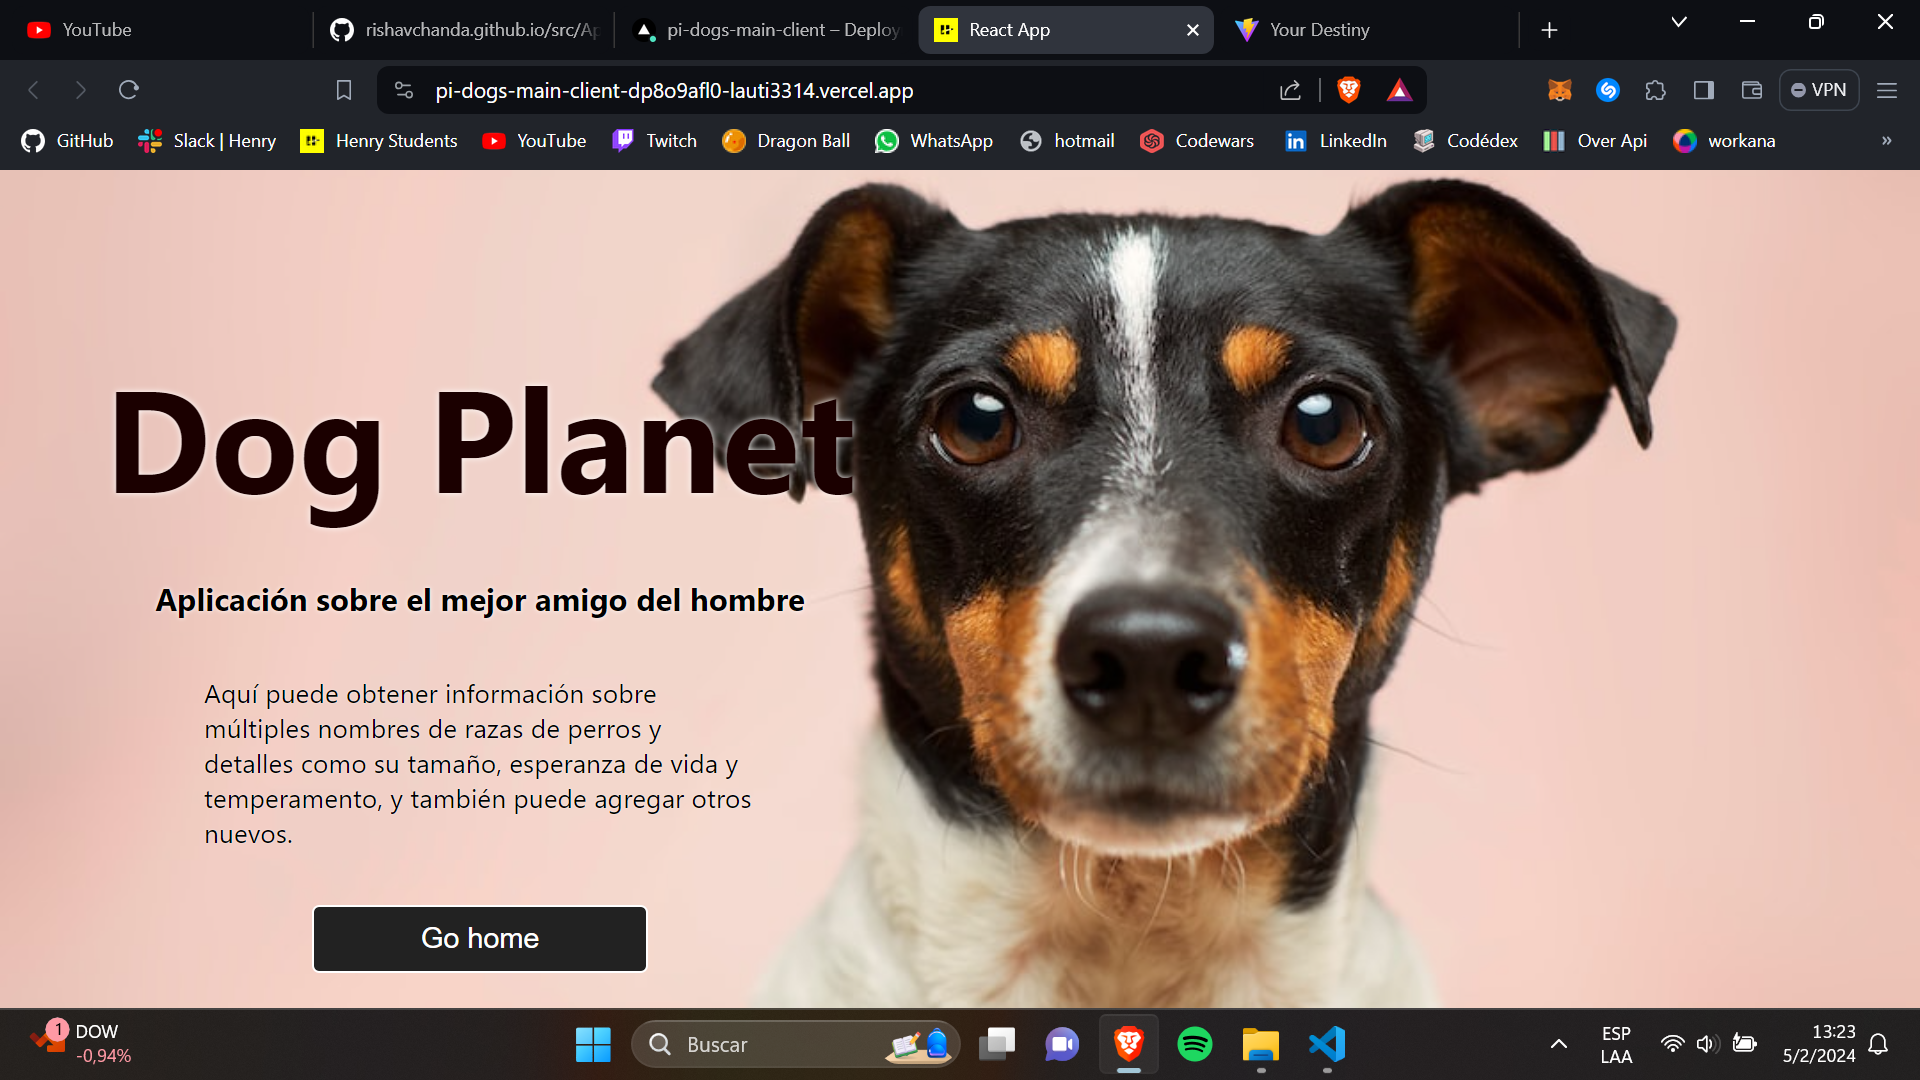 YouTube
rishavchanda.github.io/src/Ap
pi-dogs-main-client – Deploy
React App
Your Destiny
pi-dogs-main-client-dp8o9afl0-lauti3314.vercel.app
VPN
GitHub
Slack | Henry
Henry Students
YouTube
Twitch
Dragon Ball
WhatsApp
hotmail
Codewars
LinkedIn
Codédex
Over Api
workana
»
Dog Planet
Aplicación sobre el mejor amigo del hombre
Aquí puede obtener información sobre
múltiples nombres de razas de perros y
detalles como su tamaño, esperanza de vida y
temperamento, y también puede agregar otros
nuevos.
Go home
1
DOW
-0,94%
Buscar
ESP
LAA
13:23
5/2/2024